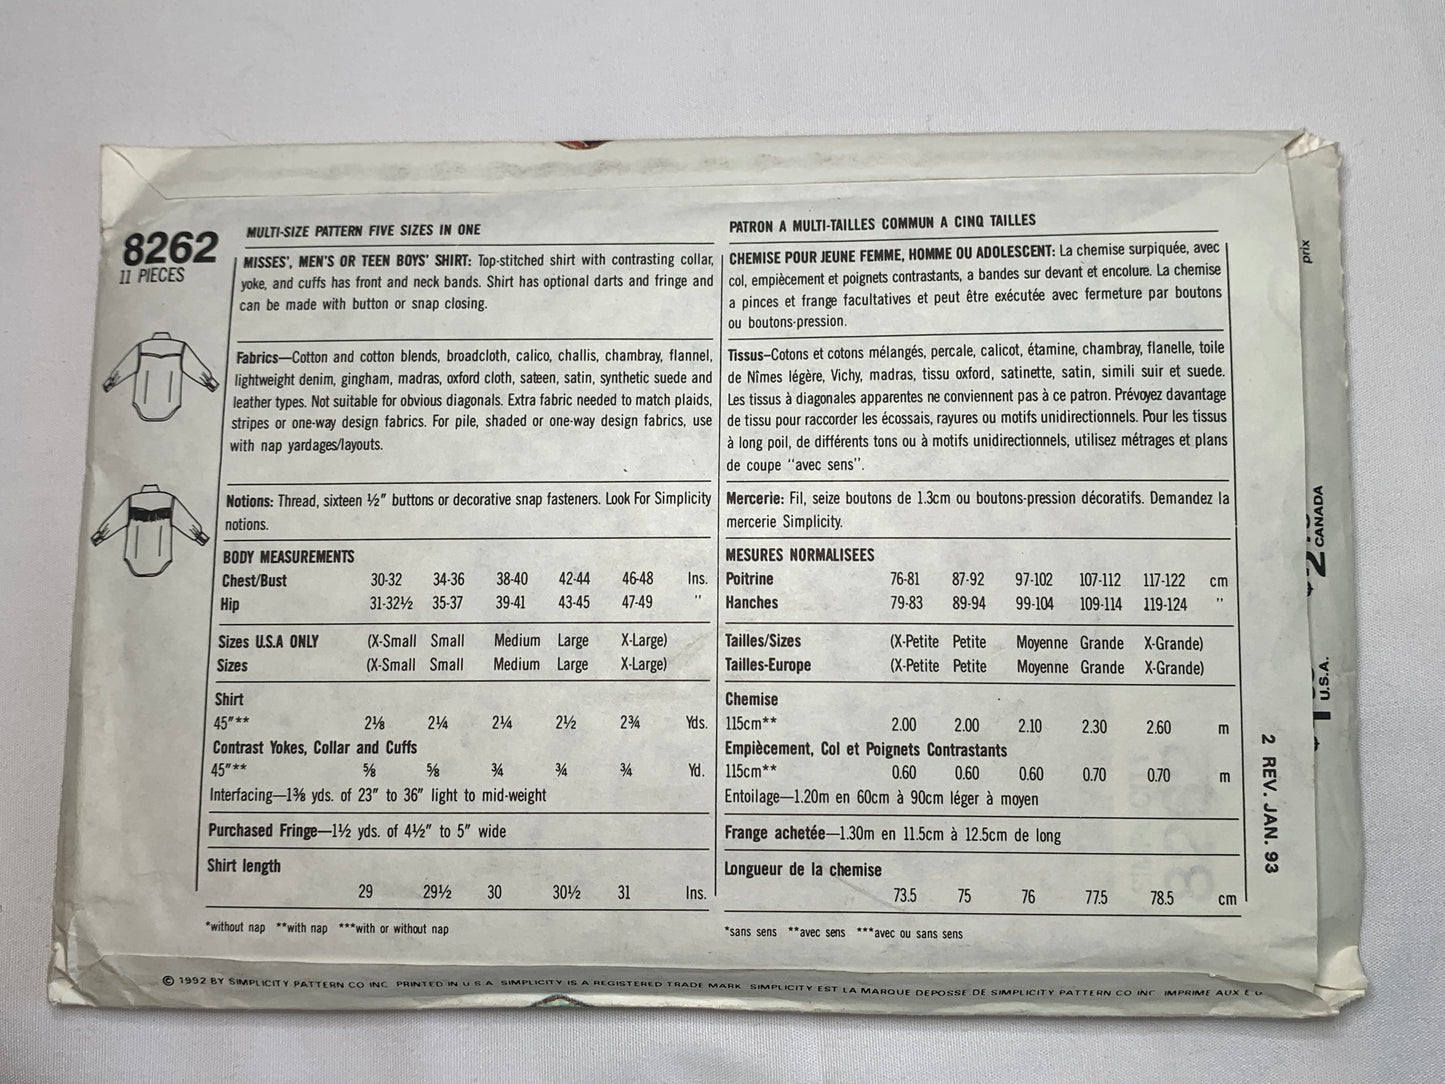 8262
11 PIECES
MULTI-SIZE PATTERN FIVE SIZES IN ONE
MISSES', MEN'S OR TEEN BOYS' SHIRT: Top-stitched shirt with contrasting collar,
yoke, and cuffs has front and neck bands. Shirt has optional darts and fringe and
can be made with button or snap closing.
Fabrics—Cotton and cotton blends, broadcloth, calico, challis, chambray, flannel,
lightweight denim, gingham, madras, oxford cloth, sateen, satin, synthetic suede and
leather types. Not suitable for obvious diagonals. Extra fabric needed to match plaids,
stripes or one-way design fabrics. For pile, shaded or one-way design fabrics, use
with nap yardages/layouts.
Notions: Thread, sixteen ½" buttons or decorative snap fasteners. Look For Simplicity
notions.
BODY MEASUREMENTS
Chest/Bust 30-32 34-36 38-40 42-44 46-48 Ins.
Hip 31-32½ 35-37 39-41 43-45 47-49 "
Sizes U.S.A ONLY (X-Small Small Medium Large X-Large)
Sizes (X-Small Small Medium Large X-Large)
Shirt
45"** 2⅛ 2¼ 2¼ 2½ 2¾ Yds.
Contrast Yokes, Collar and Cuffs
45"** ⅝ ⅝ ¾ ¾ ¾ Yd.
Interfacing—1⅜ yds. of 23" to 36" light to mid-weight
Purchased Fringe—1½ yds. of 4½" to 5" wide
Shirt length
29 29½ 30 30½ 31 Ins.
*without nap **with nap ***with or without nap
PATRON A MULTI-TAILLES COMMUN A CINQ TAILLES
CHEMISE POUR JEUNE FEMME, HOMME OU ADOLESCENT: La chemise surpiquée, avec
col, empiècement et poignets contrastants, a bandes sur devant et encolure. La chemise
a pinces et frange facultatives et peut être exécutée avec fermeture par boutons
ou boutons-pression.
Tissus—Cotons et cotons mélangés, percale, calicot, étamine, chambray, flanelle, toile
de Nîmes légère, Vichy, madras, tissu oxford, satinette, satin, simili suir et suede.
Les tissus à diagonales apparentes ne conviennent pas à ce patron. Prévoyez davantage
de tissu pour raccorder les écossais, rayures ou motifs unidirectionnels. Pour les tissus
à long poil, de différents tons ou à motifs unidirectionnels, utilisez métrages et plans
de coupe "avec sens".
Mercerie: Fil, seize boutons de 1.3cm ou boutons-pression décoratifs. Demandez la
mercerie Simplicity.
MESURES NORMALISEES
Poitrine 76-81 87-92 97-102 107-112 117-122 cm
Hanches 79-83 89-94 99-104 109-114 119-124 "
Tailles/Sizes (X-Petite Petite Moyenne Grande X-Grande)
Tailles-Europe (X-Petite Petite Moyenne Grande X-Grande)
Chemise
115cm** 2.00 2.00 2.10 2.30 2.60 m
Empiècement, Col et Poignets Contrastants
115cm** 0.60 0.60 0.60 0.70 0.70 m
Entoilage—1.20m en 60cm à 90cm léger à moyen
Frange achetée—1.30m en 11.5cm à 12.5cm de long
Longueur de la chemise
73.5 75 76 77.5 78.5 cm
*sans sens **avec sens ***avec ou sans sens
2 REV. JAN. 93
prix
CANADA
U.S.A.
© 1992 BY SIMPLICITY PATTERN CO INC PRINTED IN U S A SIMPLICITY IS A REGISTERED TRADE MARK SIMPLICITY EST LA MARQUE DEPOSSE DE SIMPLICITY PATTERN CO INC IMPRIME AUX E U